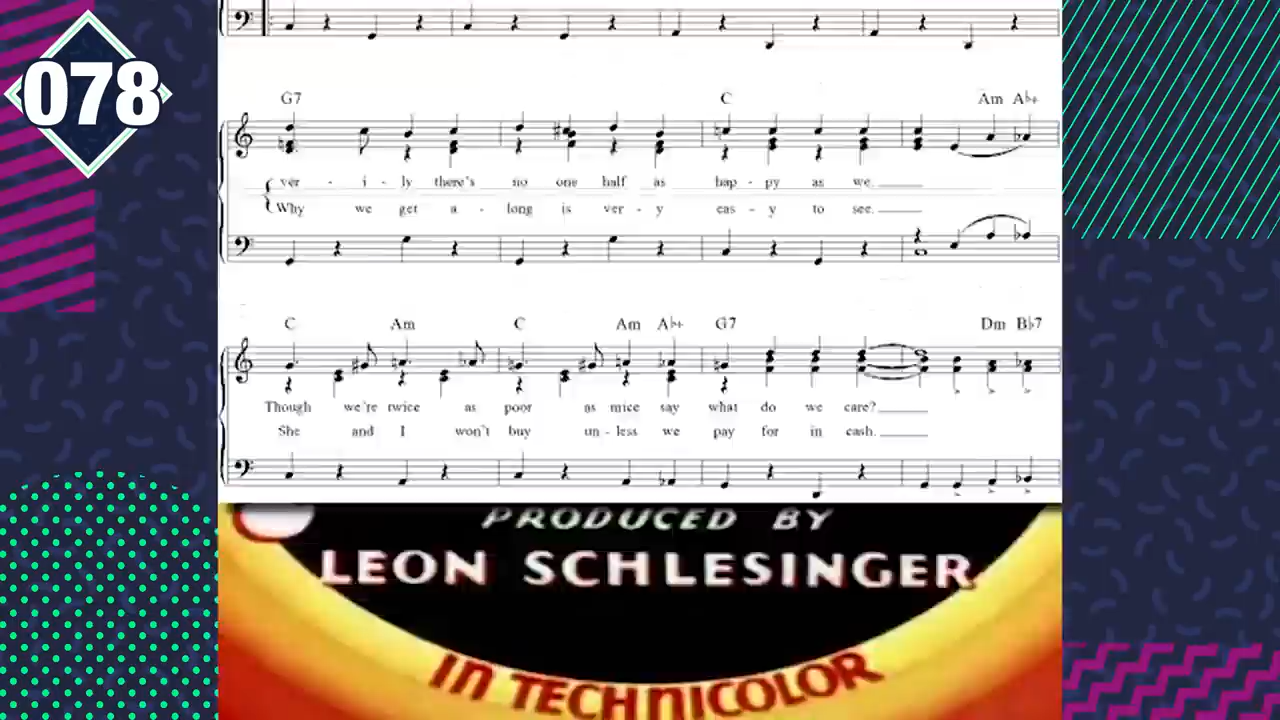 078
G7 C Am A♭+
ver - i - ly there's no one half as hap - py as we.
Why we get a - long is ver - y eas - y to see.
C Am C Am A♭+ G7 Dm B♭7
Though we're twice as poor as mice say what do we care?
She and I won't buy un - less we pay for in cash.
PRODUCED BY
LEON SCHLESINGER
IN TECHNICOLOR